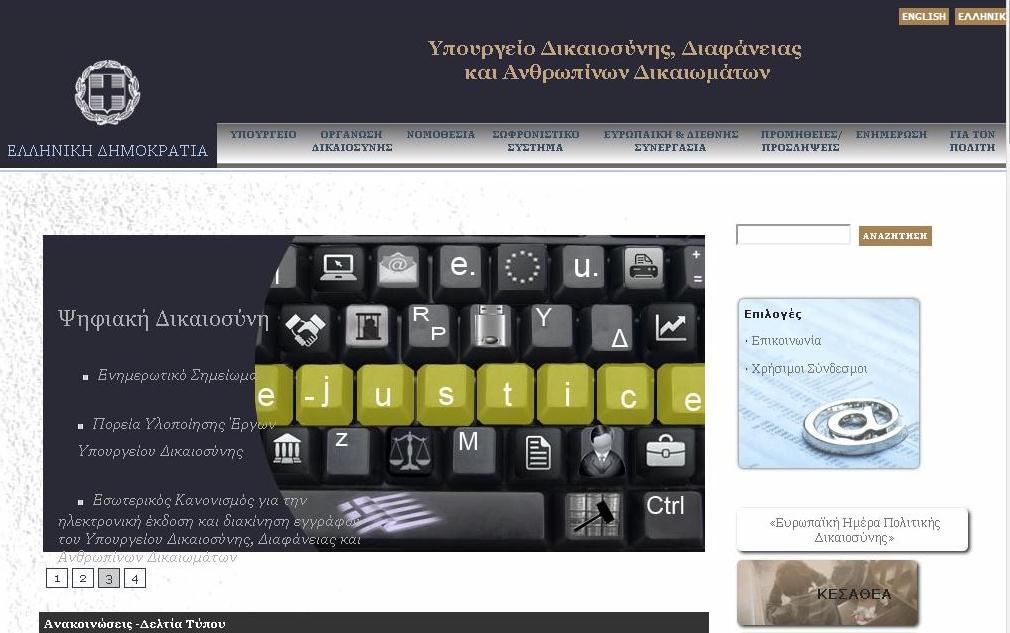 ENGLISH ΕΛΛΗΝΙΚ
Υπουργείο Δικαιοσύνης, Διαφάνειας
και Ανθρωπίνων Δικαιωμάτων
ΕΛΛΗΝΙΚΗ ΔΗΜΟΚΡΑΤΙΑ
ΥΠΟΥΡΓΕΙΟ ΟΡΓΑΝΩΣΗ ΝΟΜΟΘΕΣΙΑ ΣΩΦΡΟΝΙΣΤΙΚΟ ΕΥΡΩΠΑΙΚΗ & ΔΙΕΘΝΗΣ ΠΡΟΜΗΘΕΙΕΣ/ ΕΝΗΜΕΡΩΣΗ ΓΙΑ ΤΟΝ
ΔΙΚΑΙΟΣΥΝΗΣ ΣΥΣΤΗΜΑ ΣΥΝΕΡΓΑΣΙΑ ΠΡΟΣΛΗΨΕΙΣ ΠΟΛΙΤΗ
ΑΝΑΖΗΤΗΣΗ
e. u. + =
R P Y Δ
Ψηφιακή Δικαιοσύνη
Ενημερωτικό Σημείωμα
e - j u s t i c e
Πορεία Υλοποίησης Έργων
Υπουργείου Δικαιοσύνης
Z M
Εσωτερικός Κανονισμός για την
ηλεκτρονική έκδοση και διακίνηση εγγράφων
του Υπουργείου Δικαιοσύνης, Διαφάνειας και
Ανθρωπίνων Δικαιωμάτων
Ctrl
1 2 3 4
Επιλογές
· Επικοινωνία
· Χρήσιμοι Σύνδεσμοι
«Ευρωπαϊκή Ημέρα Πολιτικής
Δικαιοσύνης»
ΚΕΣΑΘΕΑ
Ανακοινώσεις -Δελτία Τύπου